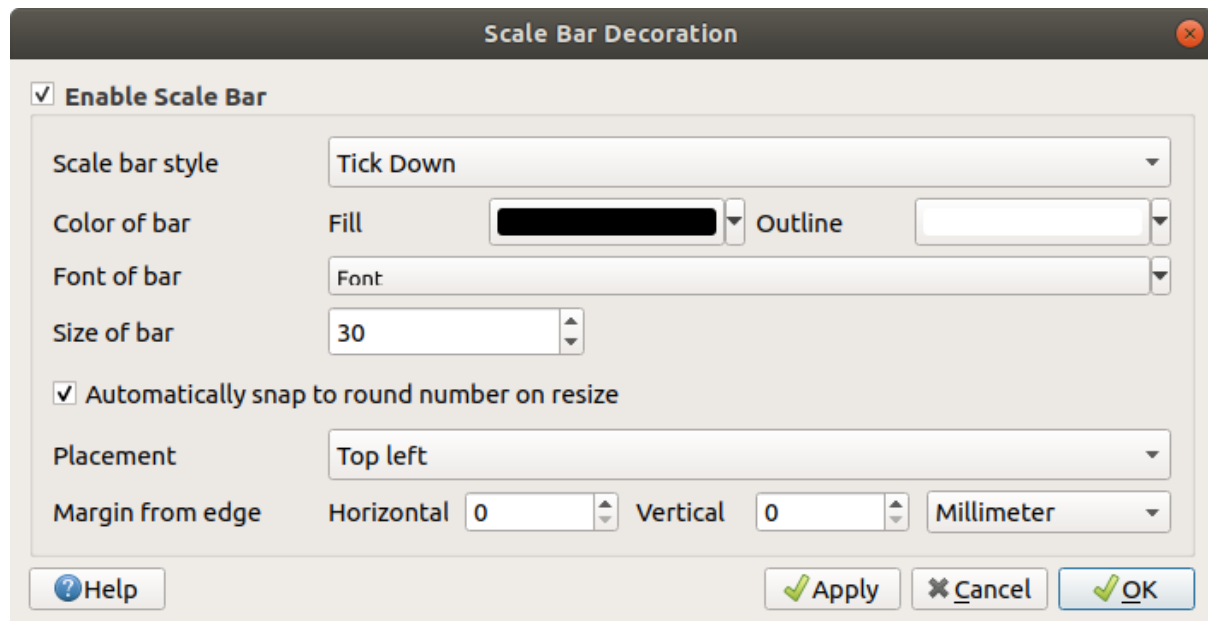 Scale Bar Decoration
Enable Scale Bar
Scale bar style Tick Down
Color of bar Fill Outline
Font of bar Font
Size of bar 30
Automatically snap to round number on resize
Placement Top left
Margin from edge Horizontal 0 Vertical 0 Millimeter
Help Apply Cancel OK